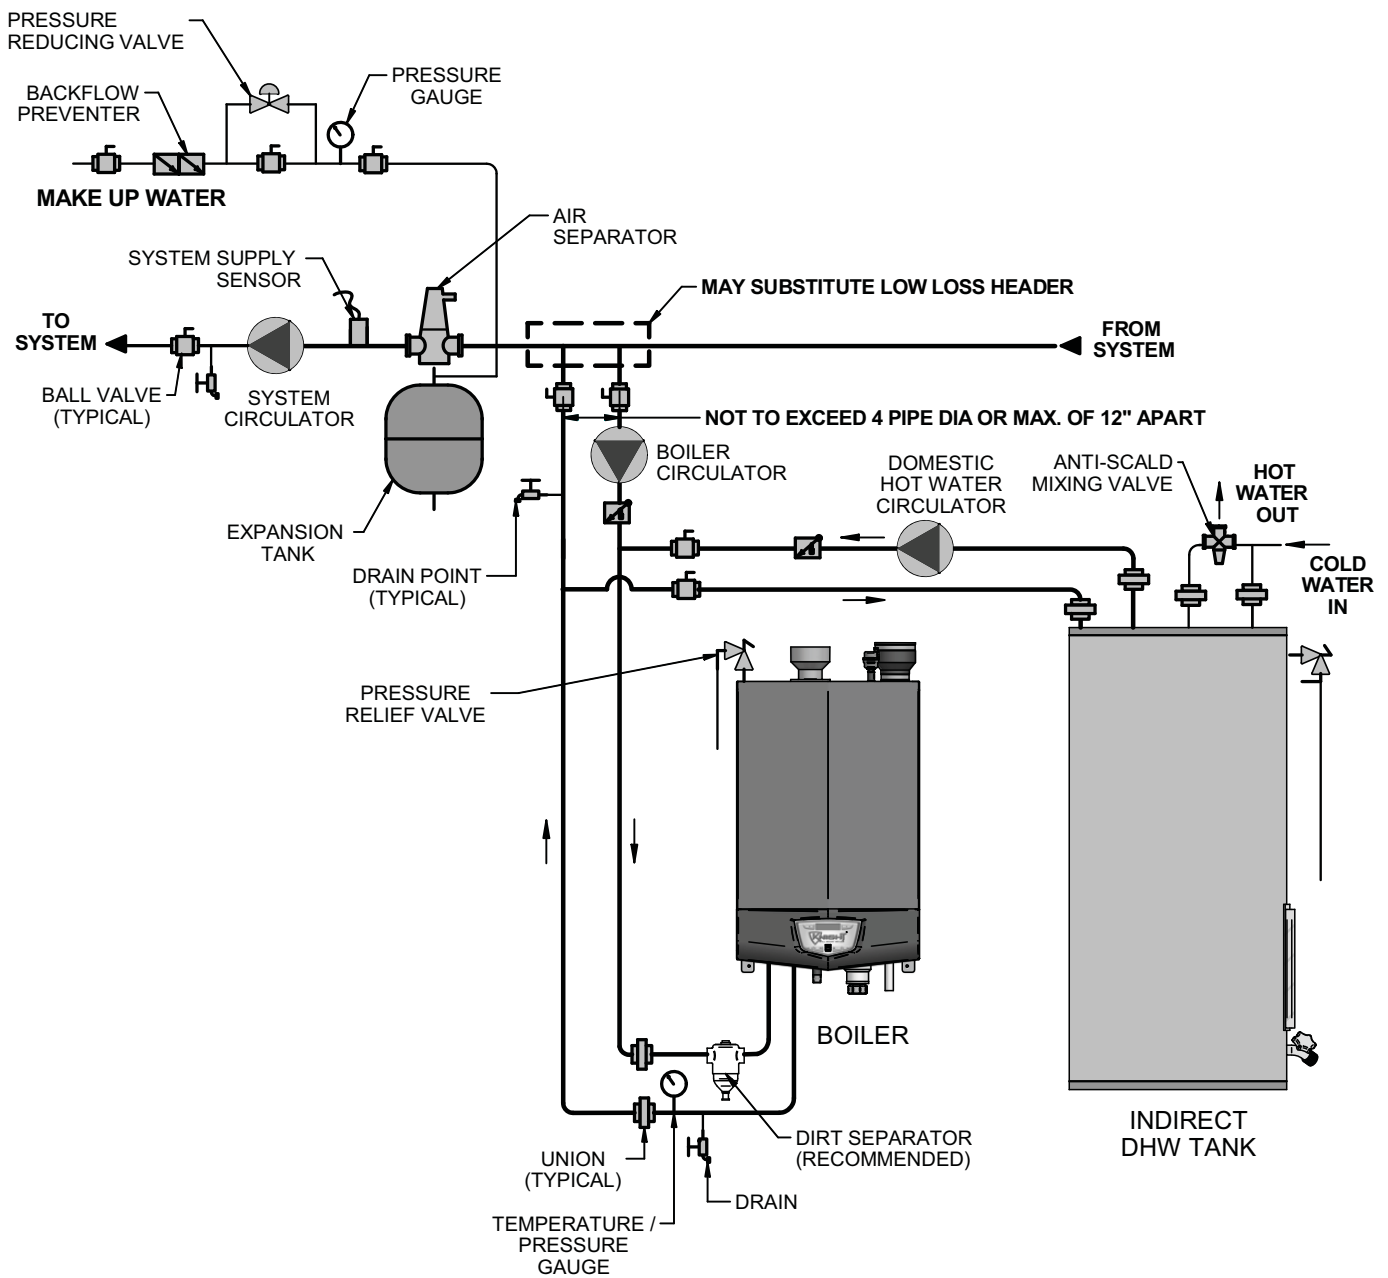 PRESSURE
REDUCING VALVE
BACKFLOW
PREVENTER
PRESSURE
GAUGE
MAKE UP WATER
AIR
SEPARATOR
SYSTEM SUPPLY
SENSOR
MAY SUBSTITUTE LOW LOSS HEADER
TO
SYSTEM
FROM
SYSTEM
BALL VALVE
(TYPICAL)
SYSTEM
CIRCULATOR
NOT TO EXCEED 4 PIPE DIA OR MAX. OF 12" APART
BOILER
CIRCULATOR
DOMESTIC
HOT WATER
CIRCULATOR
ANTI-SCALD
MIXING VALVE
HOT
WATER
OUT
EXPANSION
TANK
DRAIN POINT
(TYPICAL)
COLD
WATER
IN
PRESSURE
RELIEF VALVE
KNIGHT
BOILER
INDIRECT
DHW TANK
UNION
(TYPICAL)
DIRT SEPARATOR
(RECOMMENDED)
DRAIN
TEMPERATURE /
PRESSURE
GAUGE